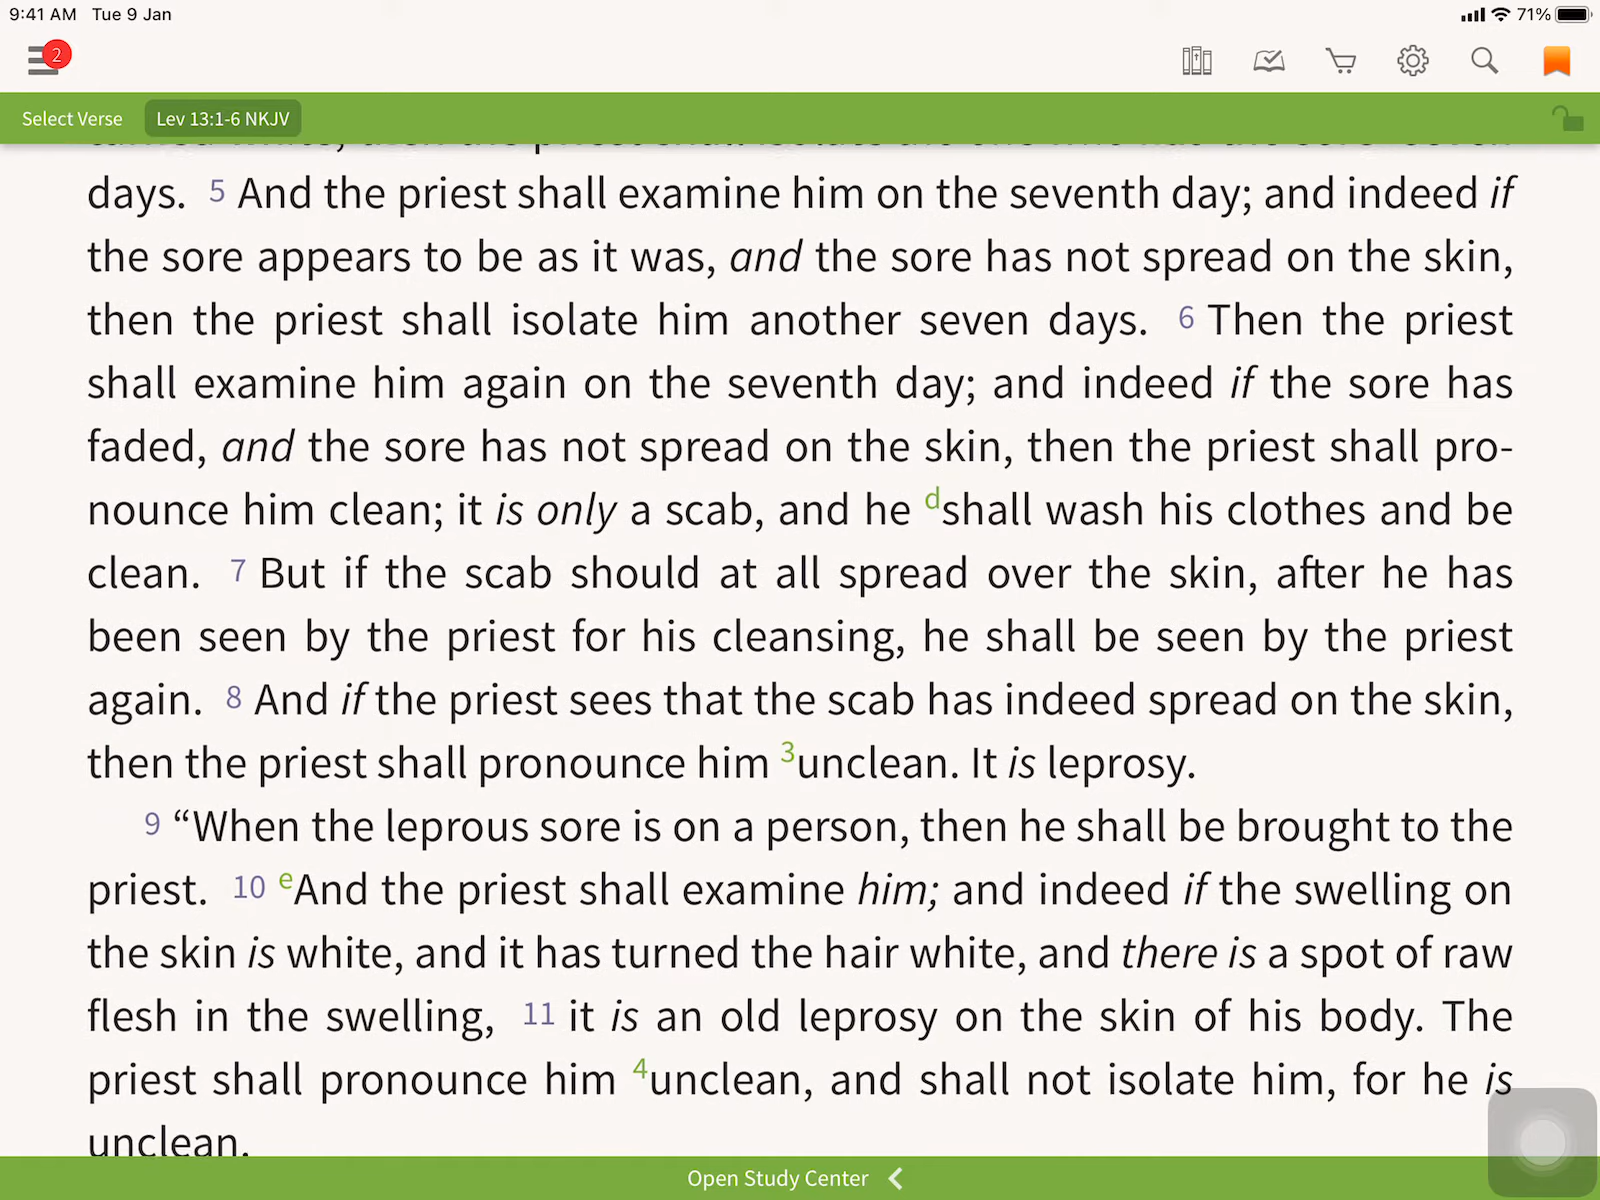 9:41 AM Tue 9 Jan 71%
2
Select Verse Lev 13:1-6 NKJV
days. 5 And the priest shall examine him on the seventh day; and indeed if
the sore appears to be as it was, and the sore has not spread on the skin,
then the priest shall isolate him another seven days. 6 Then the priest
shall examine him again on the seventh day; and indeed if the sore has
faded, and the sore has not spread on the skin, then the priest shall pro-
nounce him clean; it is only a scab, and he d shall wash his clothes and be
clean. 7 But if the scab should at all spread over the skin, after he has
been seen by the priest for his cleansing, he shall be seen by the priest
again. 8 And if the priest sees that the scab has indeed spread on the skin,
then the priest shall pronounce him 3 unclean. It is leprosy.
9 “When the leprous sore is on a person, then he shall be brought to the
priest. 10 e And the priest shall examine him; and indeed if the swelling on
the skin is white, and it has turned the hair white, and there is a spot of raw
flesh in the swelling, 11 it is an old leprosy on the skin of his body. The
priest shall pronounce him 4 unclean, and shall not isolate him, for he is
unclean.
Open Study Center